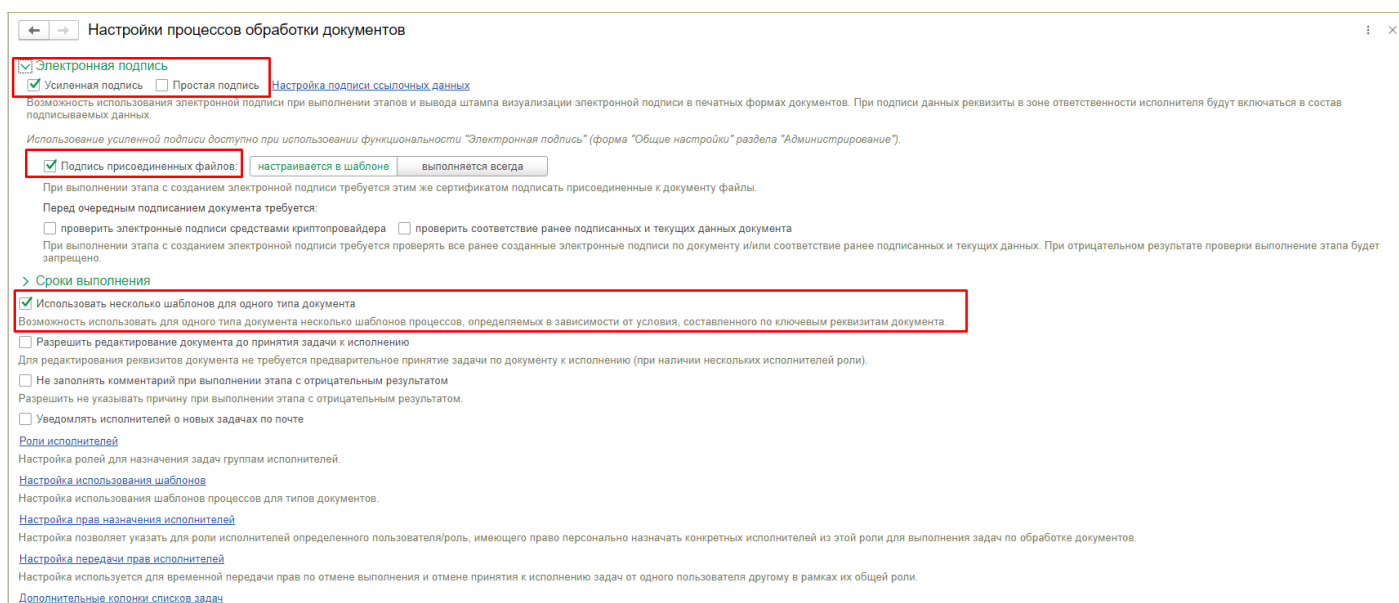 Настройки процессов обработки документов
Электронная подпись
Усиленная подпись Простая подпись Настройка подписи ссылочных данных
Возможность использования электронной подписи при выполнении этапов и вывода штампа визуализации электронной подписи в печатных формах документов. При подписи данных реквизиты в зоне ответственности исполнителя будут включаться в состав
подписываемых данных.
Использование усиленной подписи доступно при использовании функциональности "Электронная подпись" (форма "Общие настройки" раздела "Администрирование").
Подпись присоединенных файлов: настраивается в шаблоне выполняется всегда
При выполнении этапа с созданием электронной подписи требуется этим же сертификатом подписать присоединенные к документу файлы.
Перед очередным подписанием документа требуется:
проверить электронные подписи средствами криптопровайдера проверить соответствие ранее подписанных и текущих данных документа
При выполнении этапа с созданием электронной подписи требуется проверять все ранее созданные электронные подписи по документу и/или соответствие ранее подписанных и текущих данных. При отрицательном результате проверки выполнение этапа будет
запрещено.
Сроки выполнения
Использовать несколько шаблонов для одного типа документа
Возможность использовать для одного типа документа несколько шаблонов процессов, определяемых в зависимости от условия, составленного по ключевым реквизитам документа.
Разрешить редактирование документа до принятия задачи к исполнению
Для редактирования реквизитов документа не требуется предварительное принятие задачи по документу к исполнению (при наличии нескольких исполнителей роли).
Не заполнять комментарий при выполнении этапа с отрицательным результатом
Разрешить не указывать причину при выполнении этапа с отрицательным результатом.
Уведомлять исполнителей о новых задачах по почте
Роли исполнителей
Настройка ролей для назначения задач группам исполнителей.
Настройка использования шаблонов
Настройка использования шаблонов процессов для типов документов.
Настройка прав назначения исполнителей
Настройка позволяет указать для роли исполнителей определенного пользователя/роль, имеющего право персонально назначать конкретных исполнителей из этой роли для выполнения задач по обработке документов.
Настройка передачи прав исполнителей
Настройка используется для временной передачи прав по отмене выполнения и отмене принятия к исполнению задач от одного пользователя другому в рамках их общей роли.
Дополнительные колонки списков задач